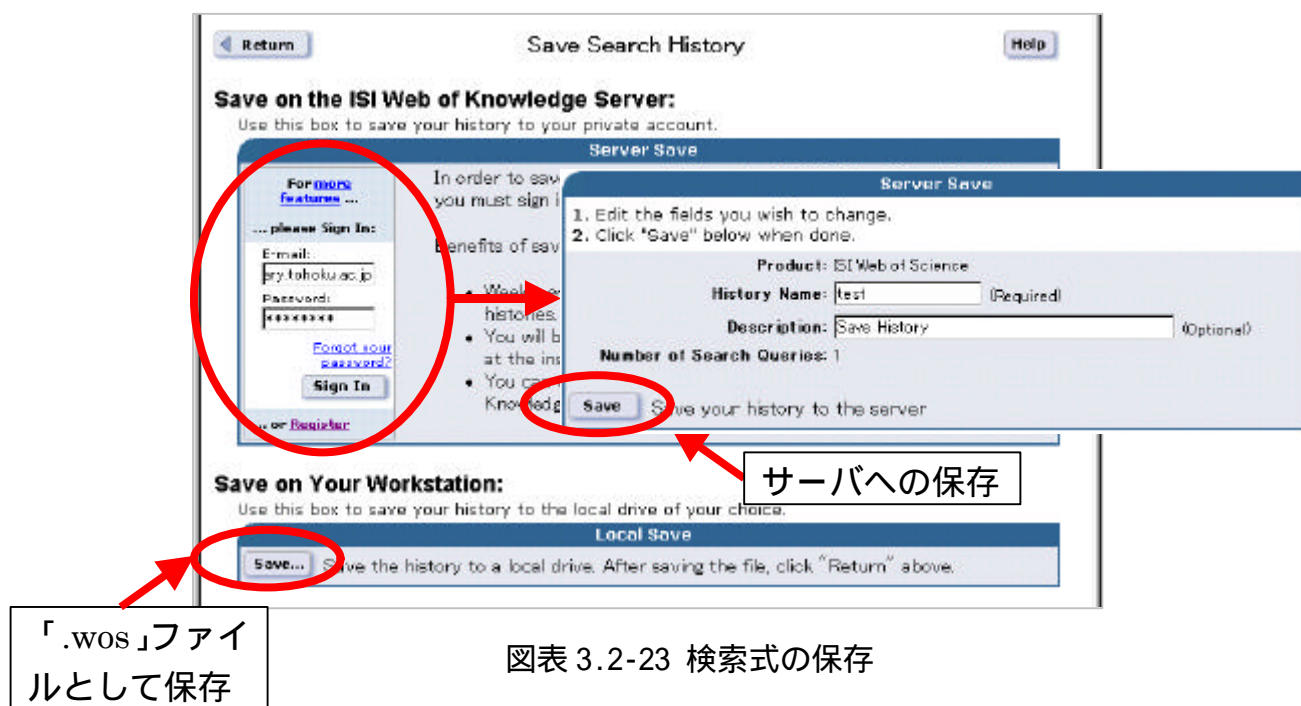 Return
Save Search History
Help
Save on the ISI Web of Knowledge Server:
Use this box to save your history to your private account.
Server Save
For more
features ...
... please Sign In:
E-mail:
ary.tohoku.ac.jp
Password:
********
Forgot your
password?
Sign In
... or Register
In order to sav
you must sign i
Benefits of sav
histories.
You will b
at the ins
You can
Knowledg
Server Save
1. Edit the fields you wish to change.
2. Click "Save" below when done.
Product: ISI Web of Science
History Name: test (Required)
Description: Save History (Optional)
Number of Search Queries: 1
Save Save your history to the server
サーバへの保存
Save on Your Workstation:
Use this box to save your history to the local drive of your choice.
Local Save
Save... Save the history to a local drive. After saving the file, click "Return" above.
「.wos」ファイ
ルとして保存
図表 3.2-23 検索式の保存